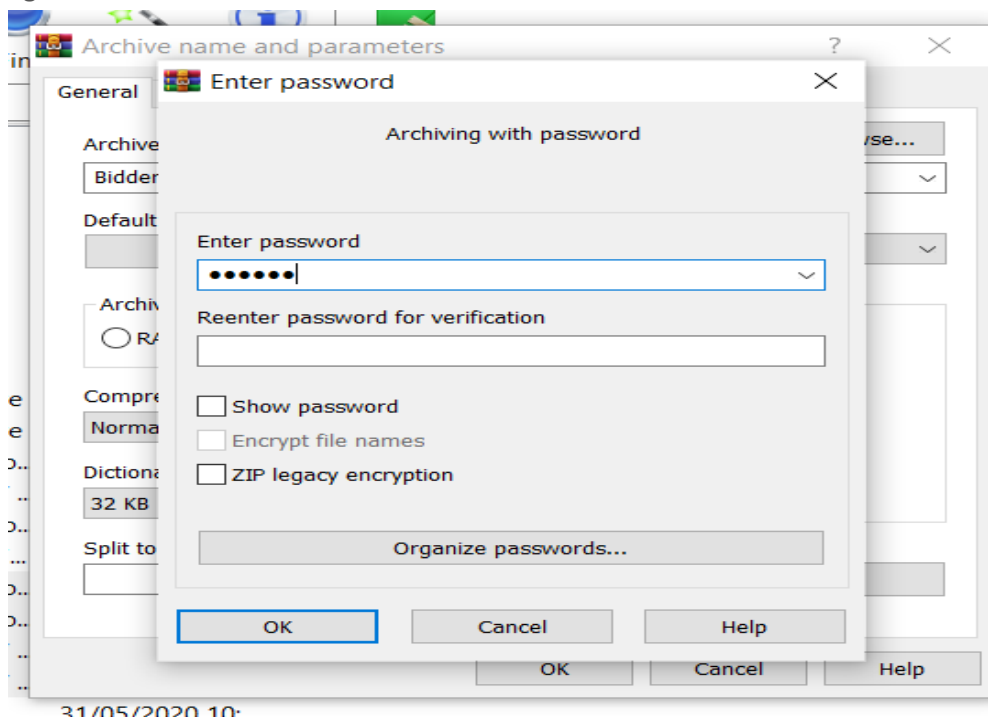 Archive name and parameters
?
in
Enter password
General
Archiving with password
Archive
se...
Bidder
Default
Enter password
••••••
Reenter password for verification
Archiv
RA
e
Compre
Show password
e
Norma
Encrypt file names
Dictiona
ZIP legacy encryption
32 KB
Split to
Organize passwords...
OK
Cancel
Help
OK
Cancel
Help
31/05/2020 10: